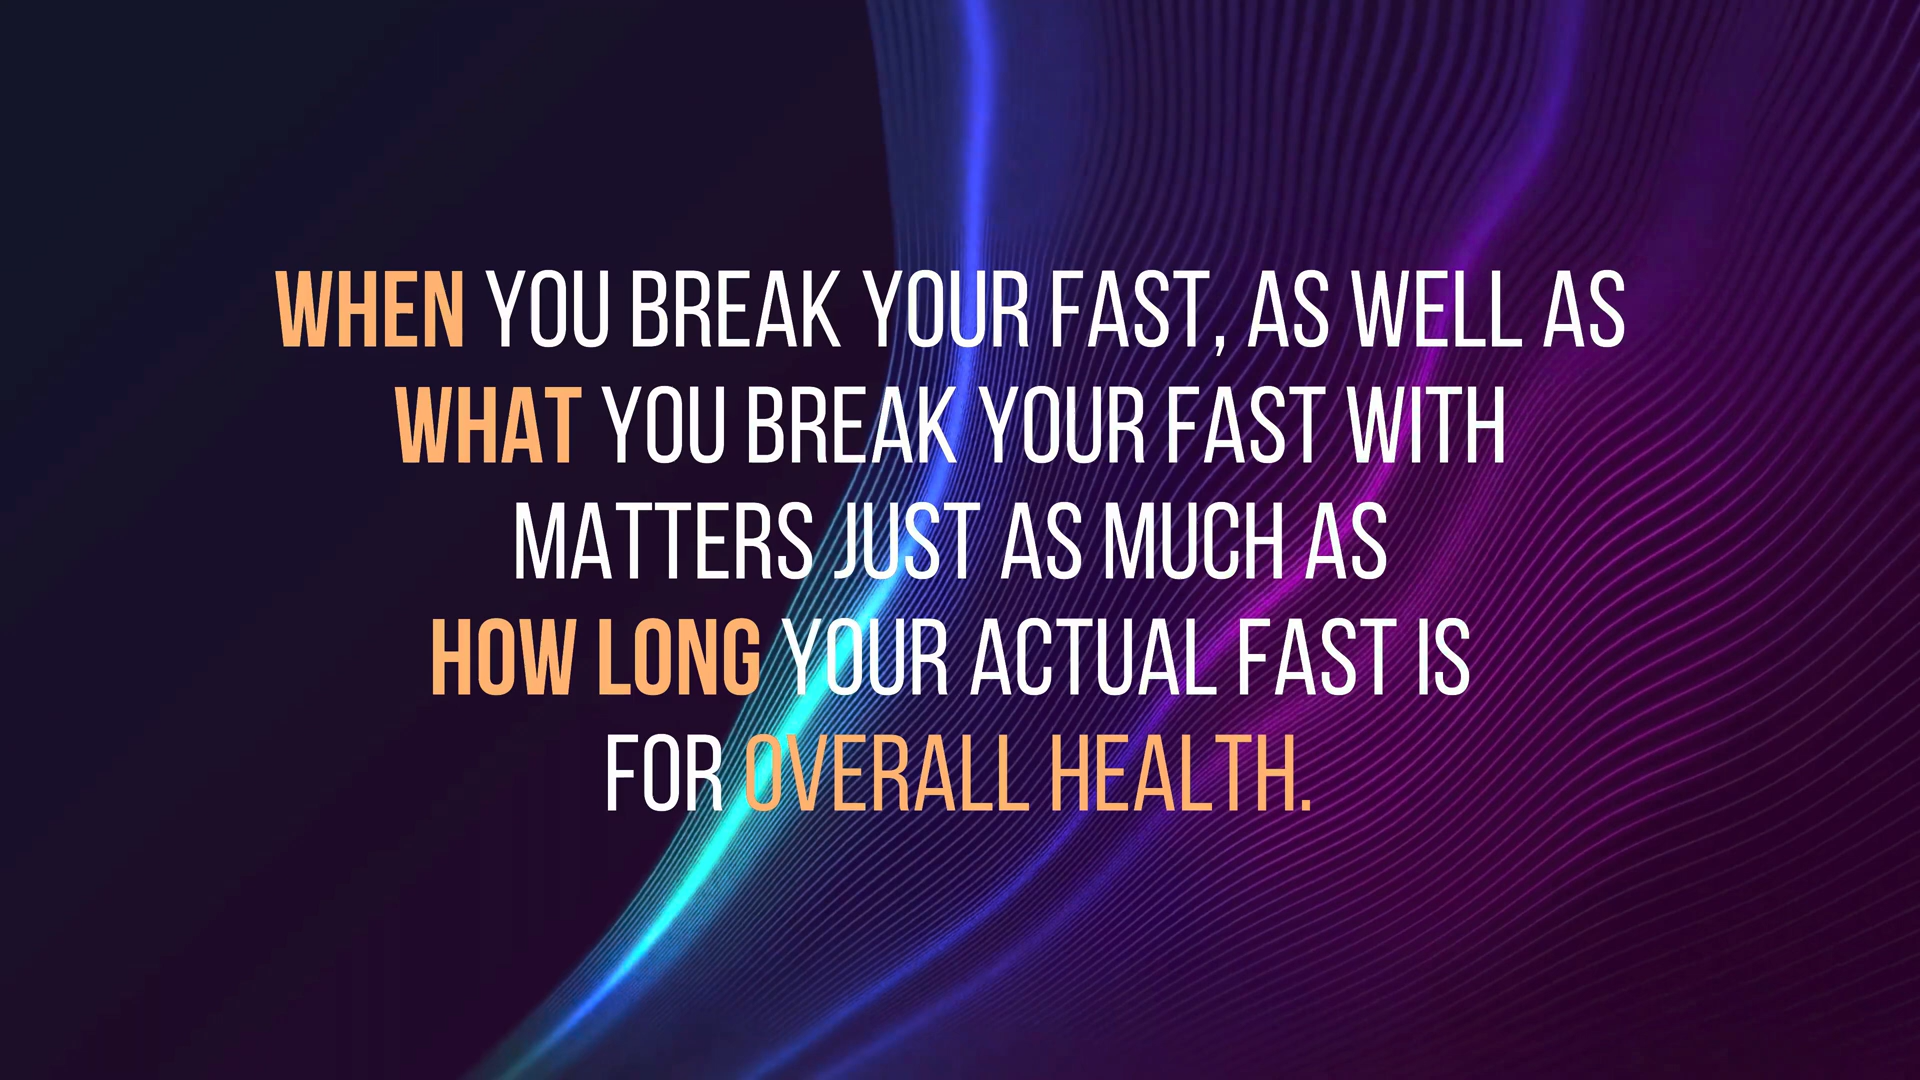 WHEN YOU BREAK YOUR FAST, AS WELL AS
WHAT YOU BREAK YOUR FAST WITH
MATTERS JUST AS MUCH AS
HOW LONG YOUR ACTUAL FAST IS
FOR OVERALL HEALTH.